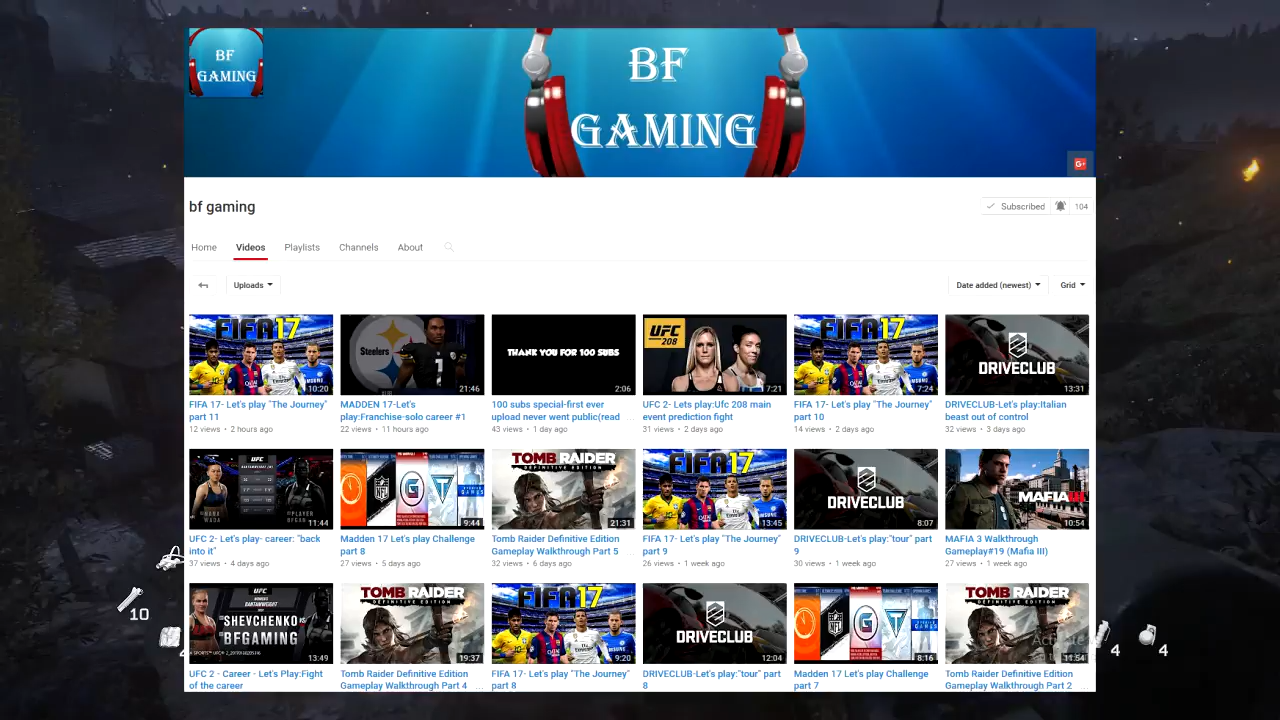 BF
GAMING
BF
GAMING
G+
bf gaming
Subscribed 104
Home Videos Playlists Channels About
Uploads Date added (newest) Grid
FIFA 17
10:20
Steelers
21:46
THANK YOU FOR 100 SUBS
2:06
UFC
208
7:21
FIFA 17
7:24
DRIVECLUB
13:31
FIFA 17- Let's play "The Journey"
part 11
12 views • 2 hours ago
MADDEN 17-Let's
play:Franchise-solo career #1
22 views • 11 hours ago
100 subs special-first ever
upload never went public(read ...
43 views • 1 day ago
UFC 2- Lets play:Ufc 208 main
event prediction fight
31 views • 2 days ago
FIFA 17- Let's play "The Journey"
part 10
14 views • 2 days ago
DRIVECLUB-Let's play:Italian
beast out of control
32 views • 3 days ago
UFC
11:44
NFL
G
9:44
TOMB RAIDER
DEFINITIVE EDITION
21:31
FIFA 17
13:45
DRIVECLUB
8:07
MAFIA III
10:54
UFC 2- Let's play- career: "back
into it"
37 views • 4 days ago
Madden 17 Let's play Challenge
part 8
27 views • 5 days ago
Tomb Raider Definitive Edition
Gameplay Walkthrough Part 5 ...
32 views • 6 days ago
FIFA 17- Let's play "The Journey"
part 9
26 views • 1 week ago
DRIVECLUB-Let's play:"tour" part
9
30 views • 1 week ago
MAFIA 3 Walkthrough
Gameplay#19 (Mafia III)
27 views • 1 week ago
UFC
BANTAMWEIGHT
SHEVCHENKO VS
BFGAMING
13:49
TOMB RAIDER
DEFINITIVE EDITION
19:37
FIFA 17
9:20
DRIVECLUB
12:04
NFL
G
8:16
TOMB RAIDER
DEFINITIVE EDITION
11:54
UFC 2 - Career - Let's Play:Fight
of the career
Tomb Raider Definitive Edition
Gameplay Walkthrough Part 4 ...
FIFA 17- Let's play "The Journey"
part 8
DRIVECLUB-Let's play:"tour" part
8
Madden 17 Let's play Challenge
part 7
Tomb Raider Definitive Edition
Gameplay Walkthrough Part 2 ...
10
4 4